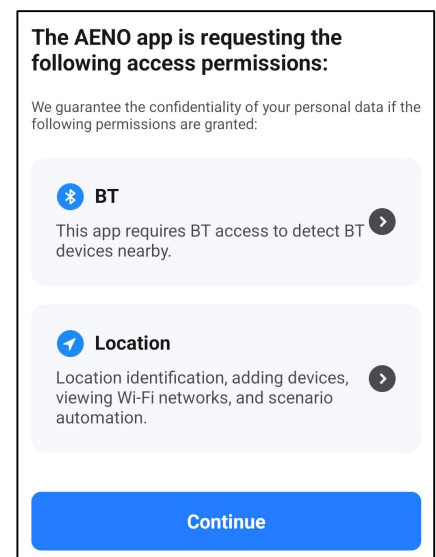 The AENO app is requesting the
following access permissions:
We guarantee the confidentiality of your personal data if the
following permissions are granted:
BT
This app requires BT access to detect BT
devices nearby.
Location
Location identification, adding devices,
viewing Wi-Fi networks, and scenario
automation.
Continue